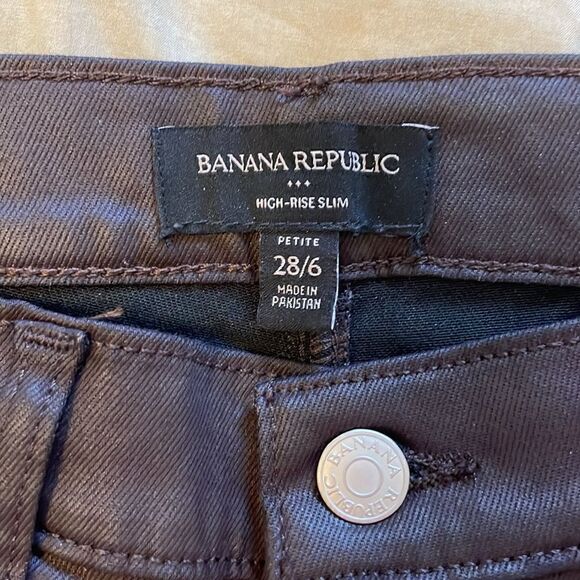 BANANA REPUBLIC
HIGH-RISE SLIM
PETITE
28/6
MADE IN
PAKISTAN
BANANA REPUBLIC